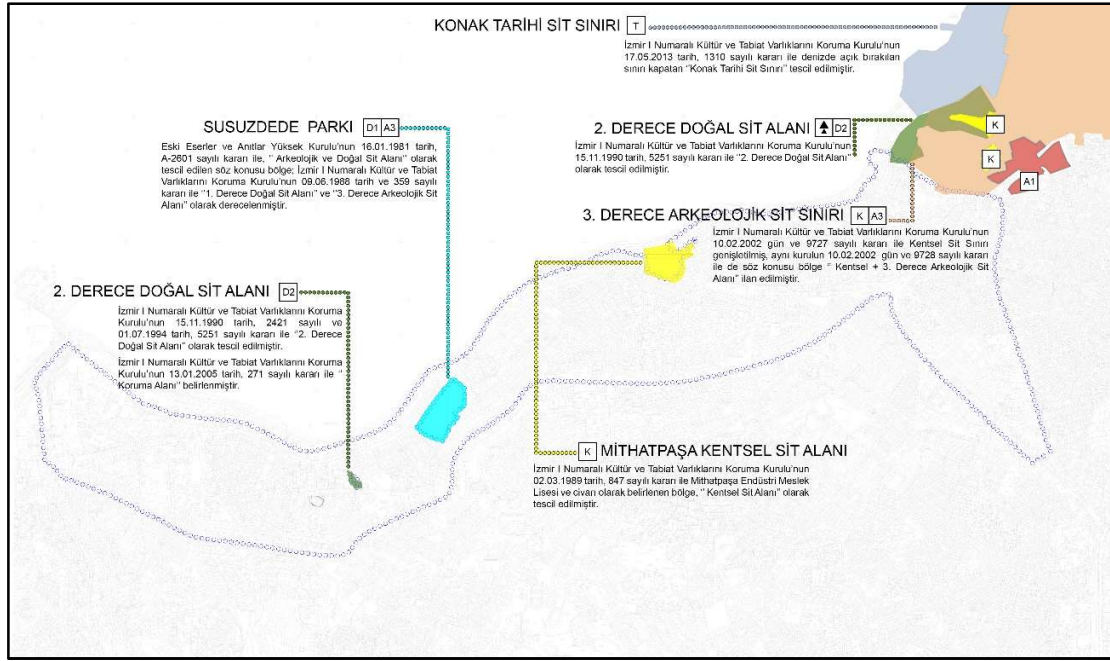 KONAK TARİHİ SİT SINIRI T
İzmir I Numaralı Kültür ve Tabiat Varlıklarını Koruma Kurulu'nun
17.05.2013 tarih, 1310 sayılı kararı ile denizde açık bırakılan
sınırı kapatan "Konak Tarihi Sit Sınırı" tescil edilmiştir.
SUSUZDEDE PARKI D1 A3
Eski Eserler ve Anıtlar Yüksek Kurulu'nun 16.01.1981 tarih,
A-2601 sayılı kararı ile, " Arkeolojik ve Doğal Sit Alanı" olarak
tescil edilen söz konusu bölge; İzmir I Numaralı Kültür ve Tabiat
Varlıklarını Koruma Kurulu'nun 09.06.1988 tarih ve 359 sayılı
kararı ile "1. Derece Doğal Sit Alanı" ve "3. Derece Arkeolojik Sit
Alanı" olarak derecelenmiştir.
2. DERECE DOĞAL SİT ALANI D2
İzmir I Numaralı Kültür ve Tabiat Varlıklarını Koruma Kurulu'nun
15.11.1990 tarih, 5251 sayılı kararı ile "2. Derece Doğal Sit Alanı"
olarak tescil edilmiştir.
K
K
A1
3. DERECE ARKEOLOJİK SİT SINIRI K A3
İzmir I Numaralı Kültür ve Tabiat Varlıklarını Koruma Kurulu'nun
10.02.2002 gün ve 9727 sayılı kararı ile Kentsel Sit Sınırı
genişletilmiş, aynı kurulun 10.02.2002 gün ve 9728 sayılı kararı
ile de söz konusu bölge " Kentsel + 3. Derece Arkeolojik Sit
Alanı" ilan edilmiştir.
2. DERECE DOĞAL SİT ALANI D2
İzmir I Numaralı Kültür ve Tabiat Varlıklarını Koruma
Kurulu'nun 15.11.1990 tarih, 2421 sayılı ve
01.07.1994 tarih, 5251 sayılı kararı ile "2. Derece
Doğal Sit Alanı" olarak tescil edilmiştir.
İzmir I Numaralı Kültür ve Tabiat Varlıklarını Koruma
Kurulu'nun 13.01.2005 tarih, 271 sayılı kararı ile "
Koruma Alanı" belirlenmiştir.
K MİTHATPAŞA KENTSEL SİT ALANI
İzmir I Numaralı Kültür ve Tabiat Varlıklarını Koruma Kurulu'nun
02.03.1989 tarih, 847 sayılı kararı ile Mithatpaşa Endüstri Meslek
Lisesi ve civarı olarak belirlenen bölge, " Kentsel Sit Alanı" olarak
tescil edilmiştir.